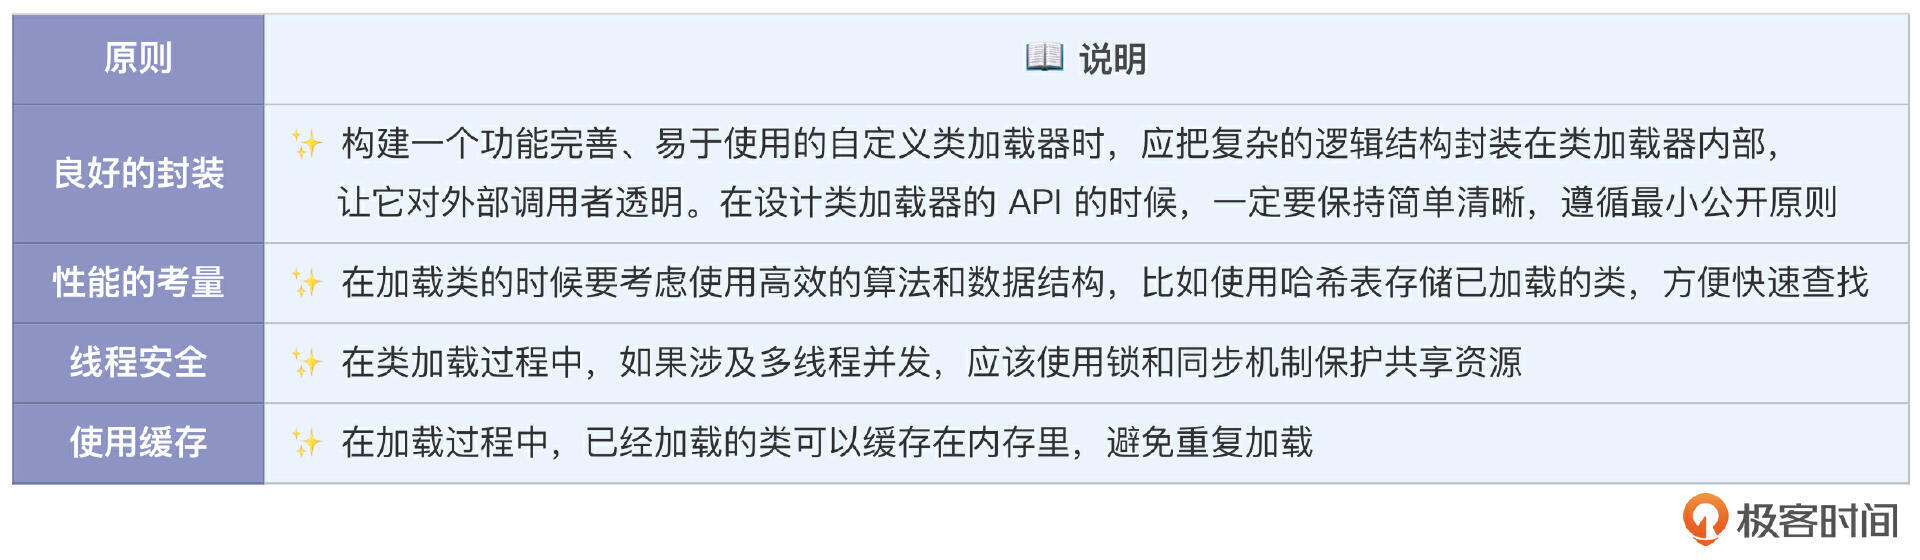 原则
说明
良好的封装
构建一个功能完善、易于使用的自定义类加载器时，应把复杂的逻辑结构封装在类加载器内部，
让它对外部调用者透明。在设计类加载器的 API 的时候，一定要保持简单清晰，遵循最小公开原则
性能的考量
在加载类的时候要考虑使用高效的算法和数据结构，比如使用哈希表存储已加载的类，方便快速查找
线程安全
在类加载过程中，如果涉及多线程并发，应该使用锁和同步机制保护共享资源
使用缓存
在加载过程中，已经加载的类可以缓存在内存里，避免重复加载
极客时间